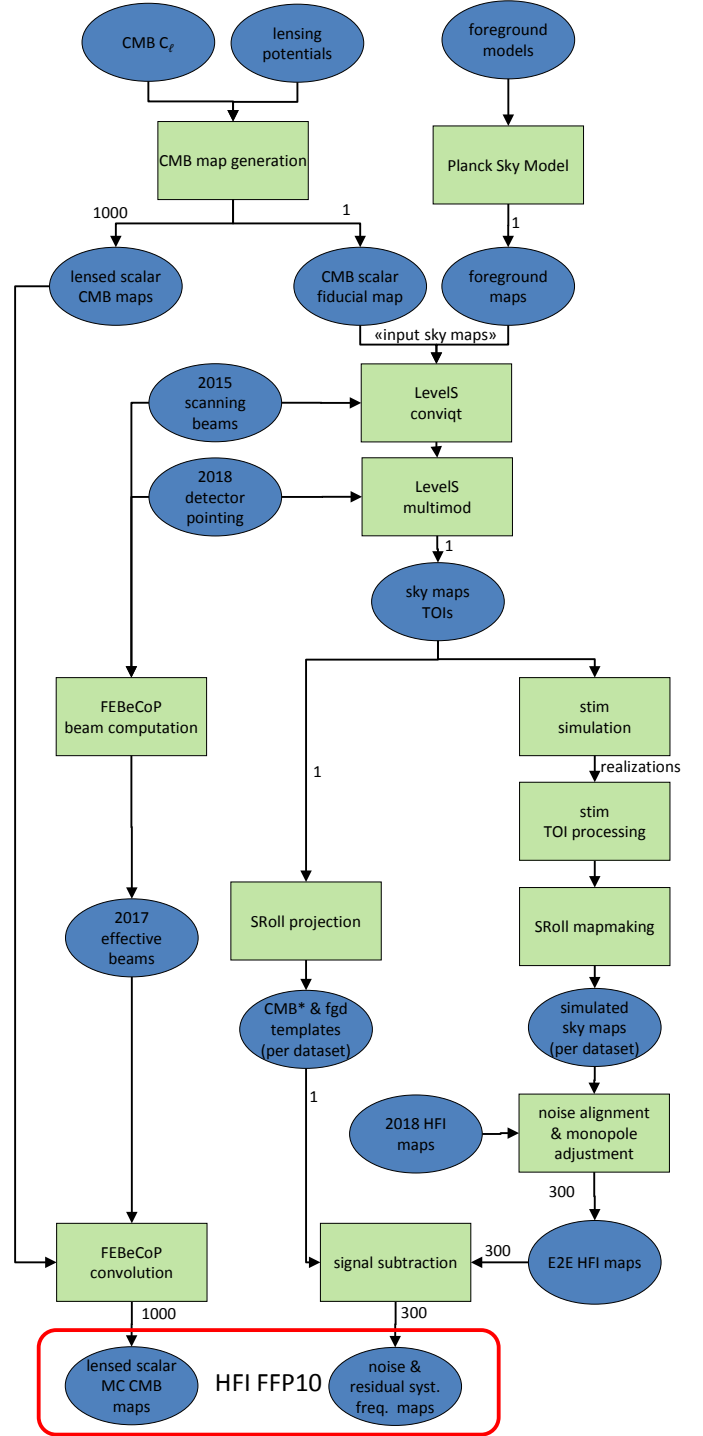 CMB Cℓ
lensing
potentials
foreground
models
CMB map generation
Planck Sky Model
1000
1
1
lensed scalar
CMB maps
CMB scalar
fiducial map
foreground
maps
«input sky maps»
2015
scanning
beams
LevelS
conviqt
2018
detector
pointing
LevelS
multimod
1
sky maps
TOIs
FEBeCoP
beam computation
stim
simulation
1
realizations
stim
TOI processing
2017
effective
beams
SRoll projection
SRoll mapmaking
CMB* & fgd
templates
(per dataset)
simulated
sky maps
(per dataset)
1
2018 HFI
maps
noise alignment
& monopole
adjustment
300
FEBeCoP
convolution
signal subtraction
300
E2E HFI maps
1000
300
lensed scalar
MC CMB
maps
HFI FFP10
noise &
residual syst.
freq. maps